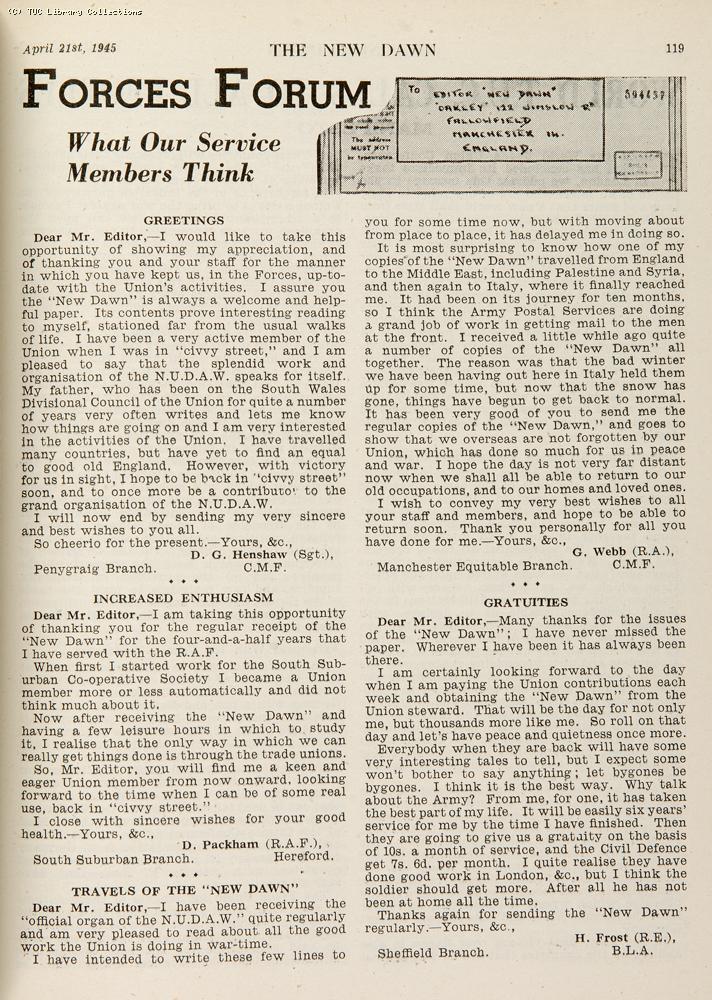 (C) TUC Library Collections
April 21st, 1945
THE NEW DAWN
119
FORCES FORUM
What Our Service
Members Think
To
EDITOR "NEW DAWN"
"OAKLEY" 122 WINSLOW RD
FALLOWFIELD
MANCHESTER 14.
ENGLAND.
The address
MUST NOT
be typewritten
GREETINGS
Dear Mr. Editor,—I would like to take this
opportunity of showing my appreciation, and
of thanking you and your staff for the manner
in which you have kept us, in the Forces, up-to-
date with the Union's activities. I assure you
the "New Dawn" is always a welcome and help-
ful paper. Its contents prove interesting reading
to myself, stationed far from the usual walks
of life. I have been a very active member of the
Union when I was in "civvy street," and I am
pleased to say that the splendid work and
organisation of the N.U.D.A.W. speaks for itself.
My father, who has been on the South Wales
Divisional Council of the Union for quite a number
of years very often writes and lets me know
how things are going on and I am very interested
in the activities of the Union. I have travelled
many countries, but have yet to find an equal
to good old England. However, with victory
for us in sight, I hope to be back in "civvy street"
soon, and to once more be a contributor to the
grand organisation of the N.U.D.A.W.
I will now end by sending my very sincere
and best wishes to you all.
So cheerio for the present.—Yours, &c.,
D. G. Henshaw (Sgt.),
Penygraig Branch. C.M.F.
INCREASED ENTHUSIASM
Dear Mr. Editor,—I am taking this opportunity
of thanking you for the regular receipt of the
"New Dawn" for the four-and-a-half years that
I have served with the R.A.F.
When first I started work for the South Sub-
urban Co-operative Society I became a Union
member more or less automatically and did not
think much about it.
Now after receiving the "New Dawn" and
having a few leisure hours in which to study
it, I realise that the only way in which we can
really get things done is through the trade unions.
So, Mr. Editor, you will find me a keen and
eager Union member from now onward, looking
forward to the time when I can be of some real
use, back in "civvy street."
I close with sincere wishes for your good
health.—Yours, &c.,
D. Packham (R.A.F.),
South Suburban Branch. Hereford.
TRAVELS OF THE "NEW DAWN"
Dear Mr. Editor,—I have been receiving the
"official organ of the N.U.D.A.W." quite regularly
and am very pleased to read about all the good
work the Union is doing in war-time.
I have intended to write these few lines to
you for some time now, but with moving about
from place to place, it has delayed me in doing so.
It is most surprising to know how one of my
copies of the "New Dawn" travelled from England
to the Middle East, including Palestine and Syria,
and then again to Italy, where it finally reached
me. It had been on its journey for ten months,
so I think the Army Postal Services are doing
a grand job of work in getting mail to the men
at the front. I received a little while ago quite
a number of copies of the "New Dawn" all
together. The reason was that the bad winter
we have been having out here in Italy held them
up for some time, but now that the snow has
gone, things have begun to get back to normal.
It has been very good of you to send me the
regular copies of the "New Dawn," and goes to
show that we overseas are not forgotten by our
Union, which has done so much for us in peace
and war. I hope the day is not very far distant
now when we shall all be able to return to our
old occupations, and to our homes and loved ones.
I wish to convey my very best wishes to all
your staff and members, and hope to be able to
return soon. Thank you personally for all you
have done for me.—Yours, &c.,
G. Webb (R.A.),
Manchester Equitable Branch. C.M.F.
GRATUITIES
Dear Mr. Editor,—Many thanks for the issues
of the "New Dawn"; I have never missed the
paper. Wherever I have been it has always been
there.
I am certainly looking forward to the day
when I am paying the Union contributions each
week and obtaining the "New Dawn" from the
Union steward. That will be the day for not only
me, but thousands more like me. So roll on that
day and let's have peace and quietness once more.
Everybody when they are back will have some
very interesting tales to tell, but I expect some
won't bother to say anything; let bygones be
bygones. I think it is the best way. Why talk
about the Army? From me, for one, it has taken
the best part of my life. It will be easily six years'
service for me by the time I have finished. Then
they are going to give us a gratuity on the basis
of 10s. a month of service, and the Civil Defence
get 7s. 6d. per month. I quite realise they have
done good work in London, &c., but I think the
soldier should get more. After all he has not
been at home all the time.
Thanks again for sending the "New Dawn"
regularly.—Yours, &c.,
H. Frost (R.E.),
Sheffield Branch. B.L.A.